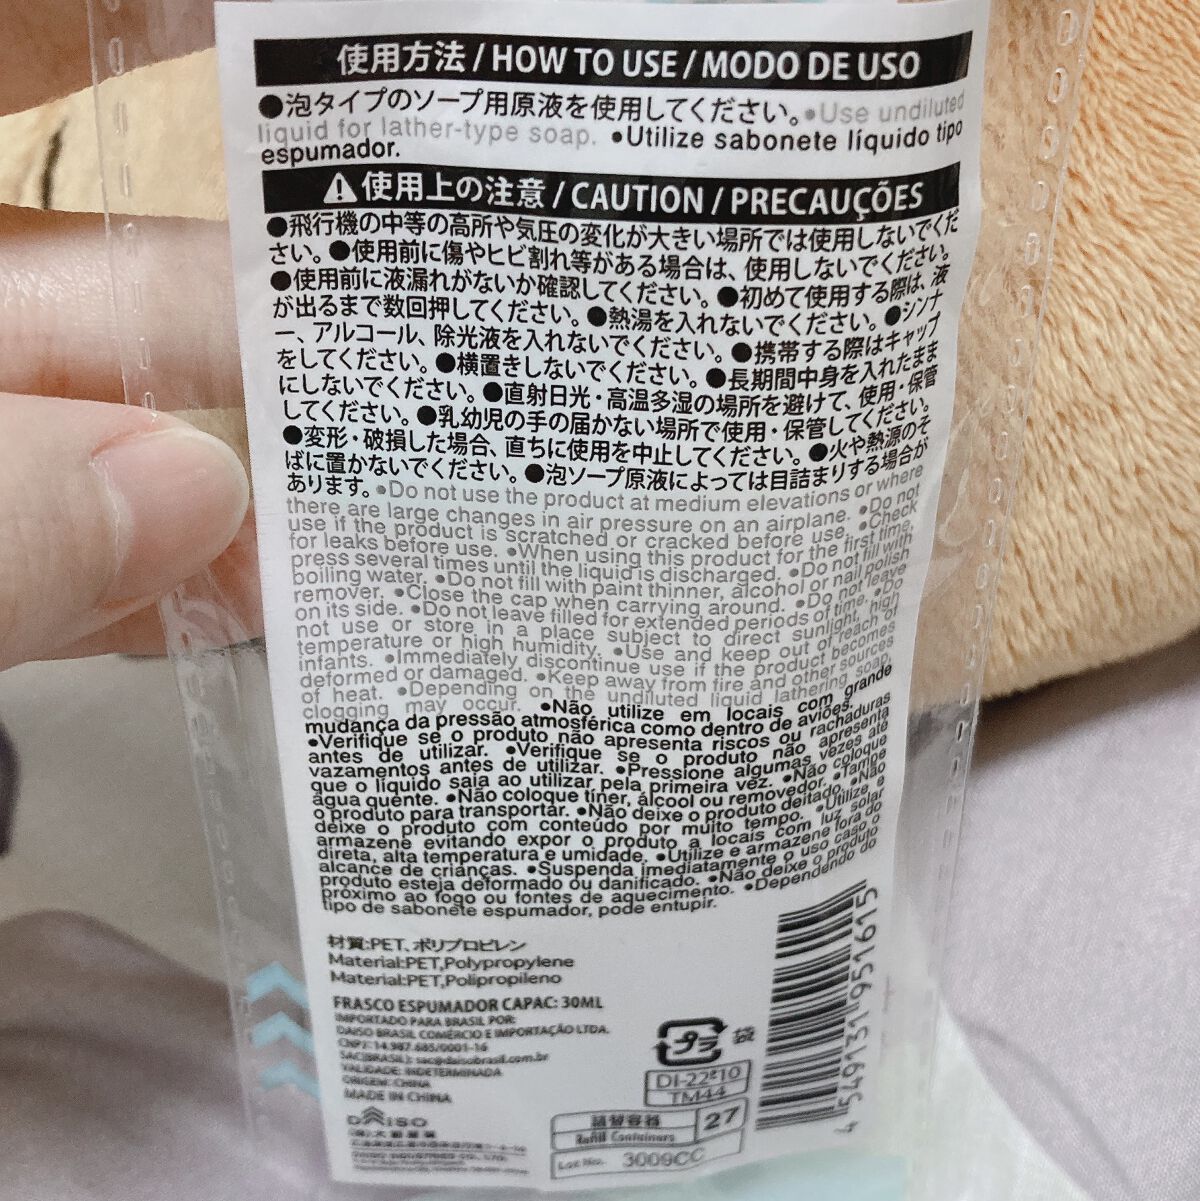 使用方法 / HOW TO USE / MODO DE USO
●泡タイプのソープ用原液を使用してください。●Use undiluted
liquid for lather-type soap. ●Utilize sabonete líquido tipo
espumador.
⚠使用上の注意 / CAUTION / PRECAUÇÕES
●飛行機の中等の高所や気圧の変化が大きい場所では使用しないでくだ
さい。●使用前に傷やヒビ割れ等がある場合は、使用しないでください。
●使用前に液漏れがないか確認してください。●初めて使用する際は、液
が出るまで数回押してください。●熱湯を入れないでください。●シンナ
ー、アルコール、除光液を入れないでください。●携帯する際はキャップ
をしてください。●横置きしないでください。●長期間中身を入れたまま
にしないでください。●直射日光・高温多湿の場所を避けて、使用・保管
してください。●乳幼児の手の届かない場所で使用・保管してください。
●変形・破損した場合、直ちに使用を中止してください。●火や熱源のそ
ばに置かないでください。●泡ソープ原液によっては目詰まりする場合が
あります。●Do not use the product at medium elevations or where
there are large changes in air pressure on an airplane. ●Do not
use if the product is scratched or cracked before use. ●Check
for leaks before use. ●When using this product for the first time,
press several times until the liquid is discharged. ●Do not fill with
boiling water. ●Do not fill with paint thinner, alcohol or nail polish
remover. ●Close the cap when carrying around. ●Do not leave
on its side. ●Do not leave filled for extended periods of time. ●Do
not use or store in a place subject to direct sunlight, high
temperature or high humidity. ●Use and keep out of reach of
infants. ●Immediately discontinue use if the product becomes
deformed or damaged. ●Keep away from fire and other sources
of heat. ●Depending on the undiluted liquid lathering soap,
clogging may occur. ●Não utilize em locais com grande
mudança da pressão atmosférica como dentro de aviões.
●Verifique se o produto não apresenta riscos ou rachaduras
antes de utilizar. ●Verifique se o produto não apresenta
vazamentos antes de utilizar. ●Pressione algumas vezes até
que o líquido saia ao utilizar pela primeira vez. ●Não coloque
água quente. ●Não coloque tíner, álcool ou removedor. ●Tampe
o produto para transportar. ●Não deixe o produto deitado. ●Não
deixe o produto com conteúdo por muito tempo. ●Utilize e
armazene evitando expor o produto a locais com luz solar
direta, alta temperatura e umidade. ●Utilize e armazene fora do
alcance de crianças. ●Suspenda imediatamente o uso caso o
produto esteja deformado ou danificado. ●Não deixe o produto
próximo ao fogo ou fontes de aquecimento. ●Dependendo do
tipo de sabonete espumador, pode entupir.
材質:PET、ポリプロピレン
Material:PET,Polypropylene
Material:PET,Polipropileno
FRASCO ESPUMADOR CAPAC: 30ML
IMPORTADO PARA BRASIL POR:
DAISO BRASIL COMÉRCIO E IMPORTAÇÃO LTDA.
CNPJ: 14.987.685/0001-16
SAC(BRASIL): sac@daisobrasil.com.br
VALIDADE: INDETERMINADA
ORIGEM: CHINA
MADE IN CHINA
プラ 袋
4 549131 951615
DAISO
DI-22 10
TM44
詰替容器
Refill Containers
27
Lot No. 3009CC